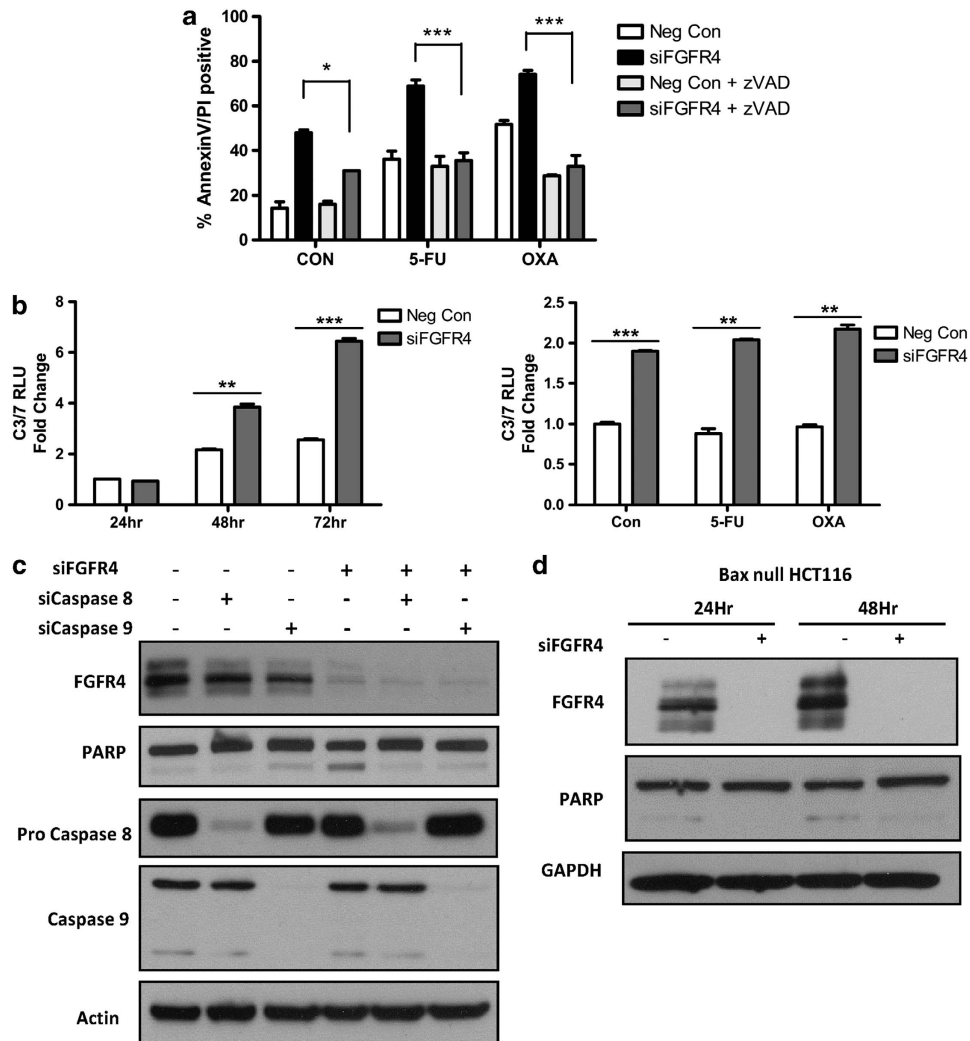 a
% AnnexinV/PI positive
100
80
60
40
20
0
*
***
***
CON
5-FU
OXA
Neg Con
siFGFR4
Neg Con + zVAD
siFGFR4 + zVAD
b
C3/7 RLU
Fold Change
8
6
4
2
0
**
***
24hr
48hr
72hr
Neg Con
siFGFR4
C3/7 RLU
Fold Change
2.5
2.0
1.5
1.0
0.5
0.0
***
**
**
Con
5-FU
OXA
Neg Con
siFGFR4
c
siFGFR4 - - - + + +
siCaspase 8 - + - - + -
siCaspase 9 - - + - - +
FGFR4
PARP
Pro Caspase 8
Caspase 9
Actin
d
Bax null HCT116
24Hr 48Hr
siFGFR4 - + - +
FGFR4
PARP
GAPDH